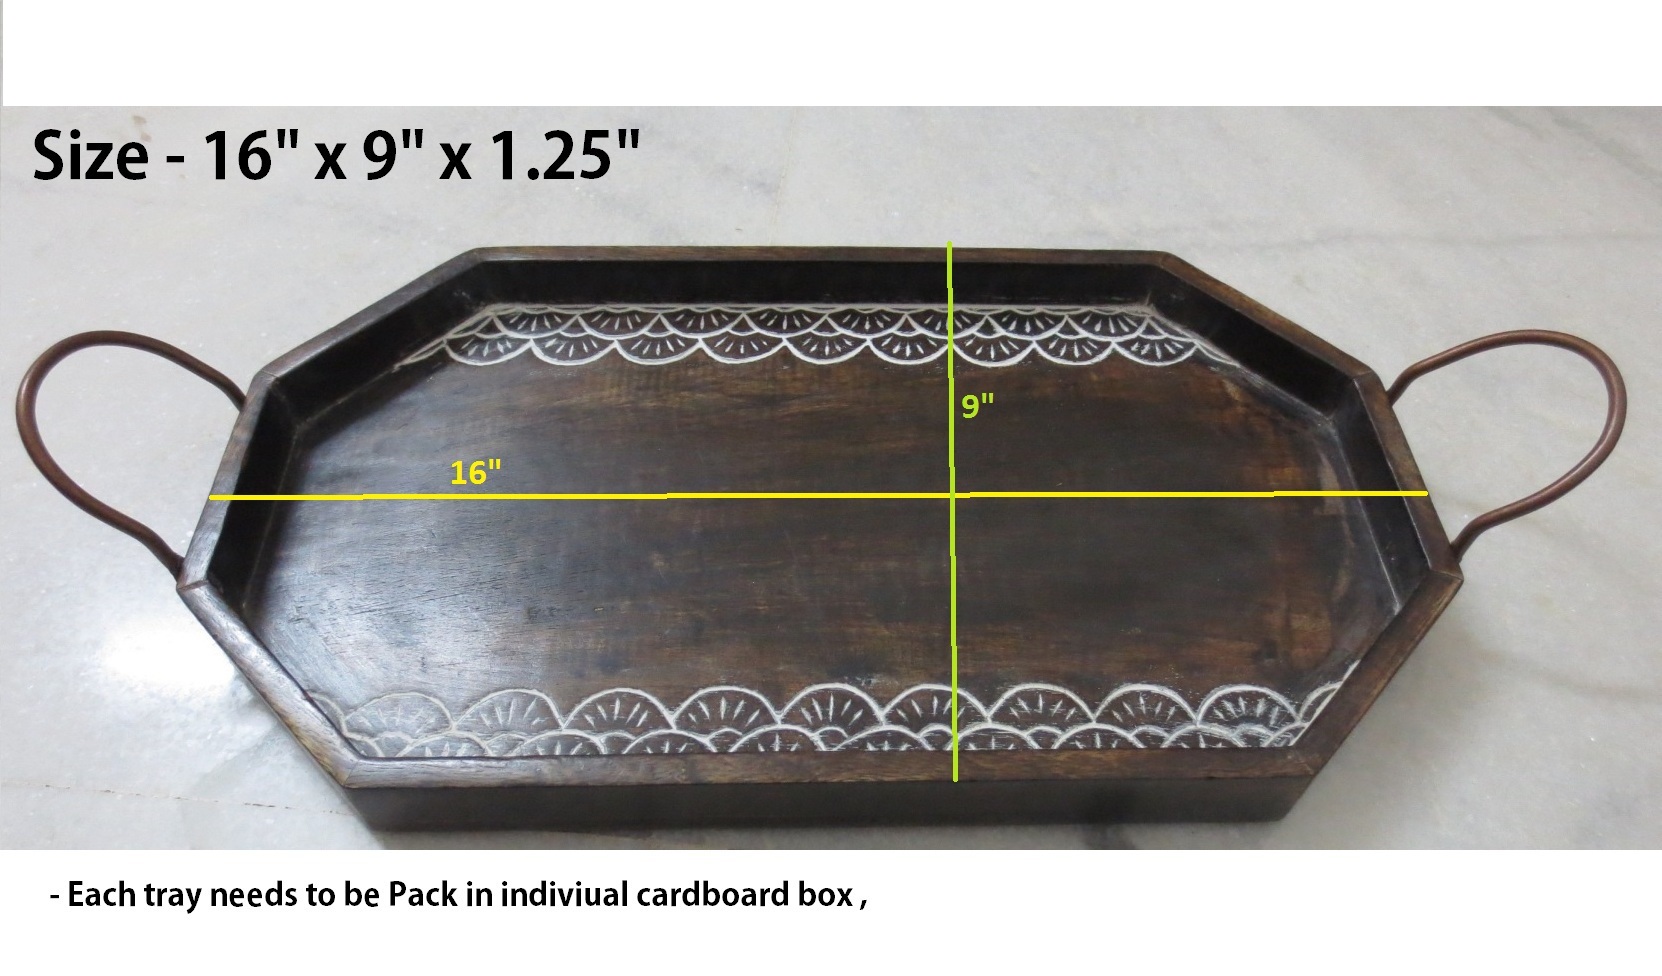 Size - 16" x 9" x 1.25"
9"
16"
- Each tray needs to be Pack in indiviual cardboard box ,